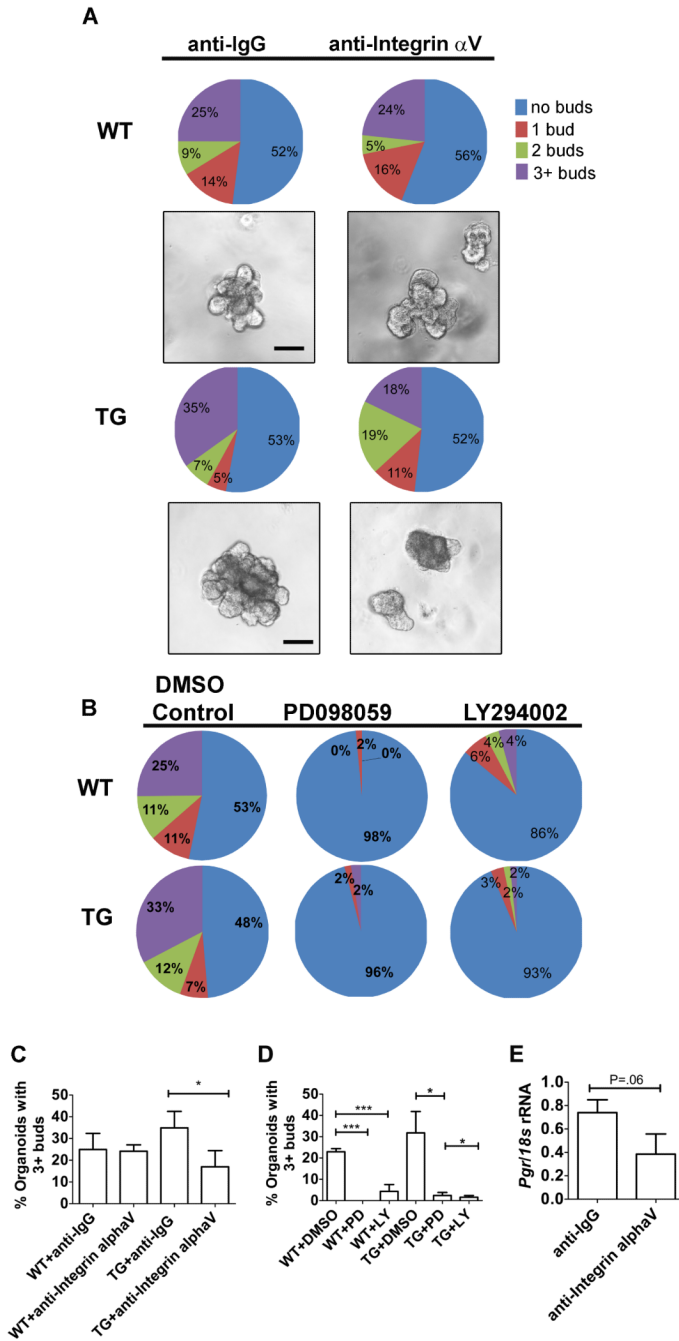 A
anti-IgG anti-Integrin αV
WT
25% 52% 9% 14%
24% 56% 5% 16%
no buds
1 bud
2 buds
3+ buds
TG
35% 53% 7% 5%
18% 52% 19% 11%
B
DMSO
Control PD098059 LY294002
WT
25% 53% 11% 11%
0% 2% 0% 98%
4% 4% 6% 86%
TG
33% 48% 12% 7%
2% 2% 96%
2% 3% 2% 93%
C
% Organoids with
3+ buds
50
40
30
20
10
0
*
WT+anti-IgG
WT+anti-Integrin alphaV
TG+anti-IgG
TG+anti-Integrin alphaV
D
% Organoids with
3+ buds
50
40
30
20
10
0
***
***
*
*
WT+DMSO
WT+PD
WT+LY
TG+DMSO
TG+PD
TG+LY
E
Pgr/18s rRNA
1.0
0.8
0.6
0.4
0.2
0.0
P=.06
anti-IgG
anti-Integrin alphaV